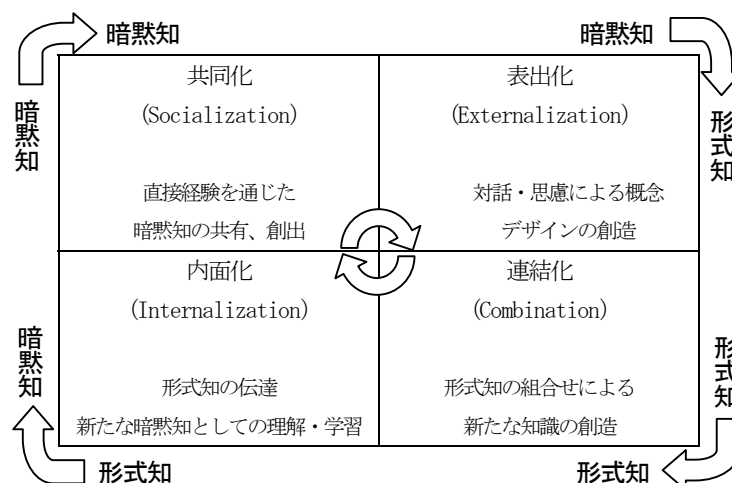 暗黙知
暗黙知
暗黙知
共同化
(Socialization)
直接経験を通じた
暗黙知の共有、創出
表出化
(Externalization)
対話・思慮による概念
デザインの創造
形式知
暗黙知
内面化
(Internalization)
形式知の伝達
新たな暗黙知としての理解・学習
連結化
(Combination)
形式知の組合せによる
新たな知識の創造
形式知
形式知
形式知